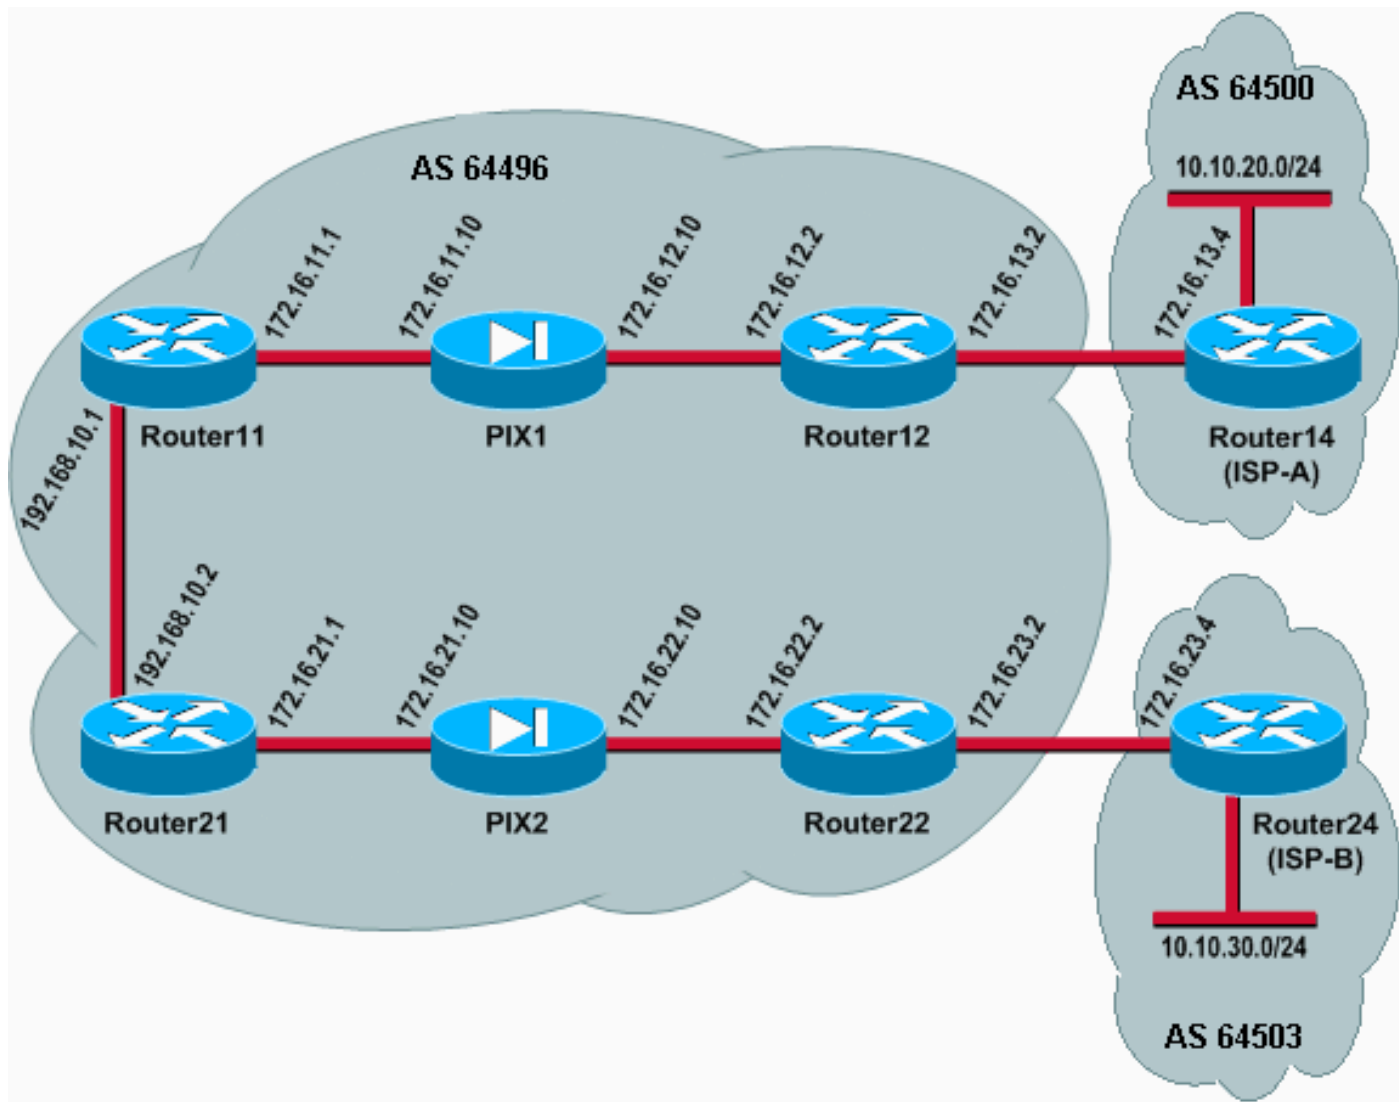 AS 64500
10.10.20.0/24
AS 64496
172.16.11.1
172.16.11.10
172.16.12.10
172.16.12.2
172.16.13.2
172.16.13.4
Router11
PIX1
Router12
Router14
(ISP-A)
192.168.10.1
192.168.10.2
172.16.21.1
172.16.21.10
172.16.22.10
172.16.22.2
172.16.23.2
172.16.23.4
Router21
PIX2
Router22
Router24
(ISP-B)
10.10.30.0/24
AS 64503